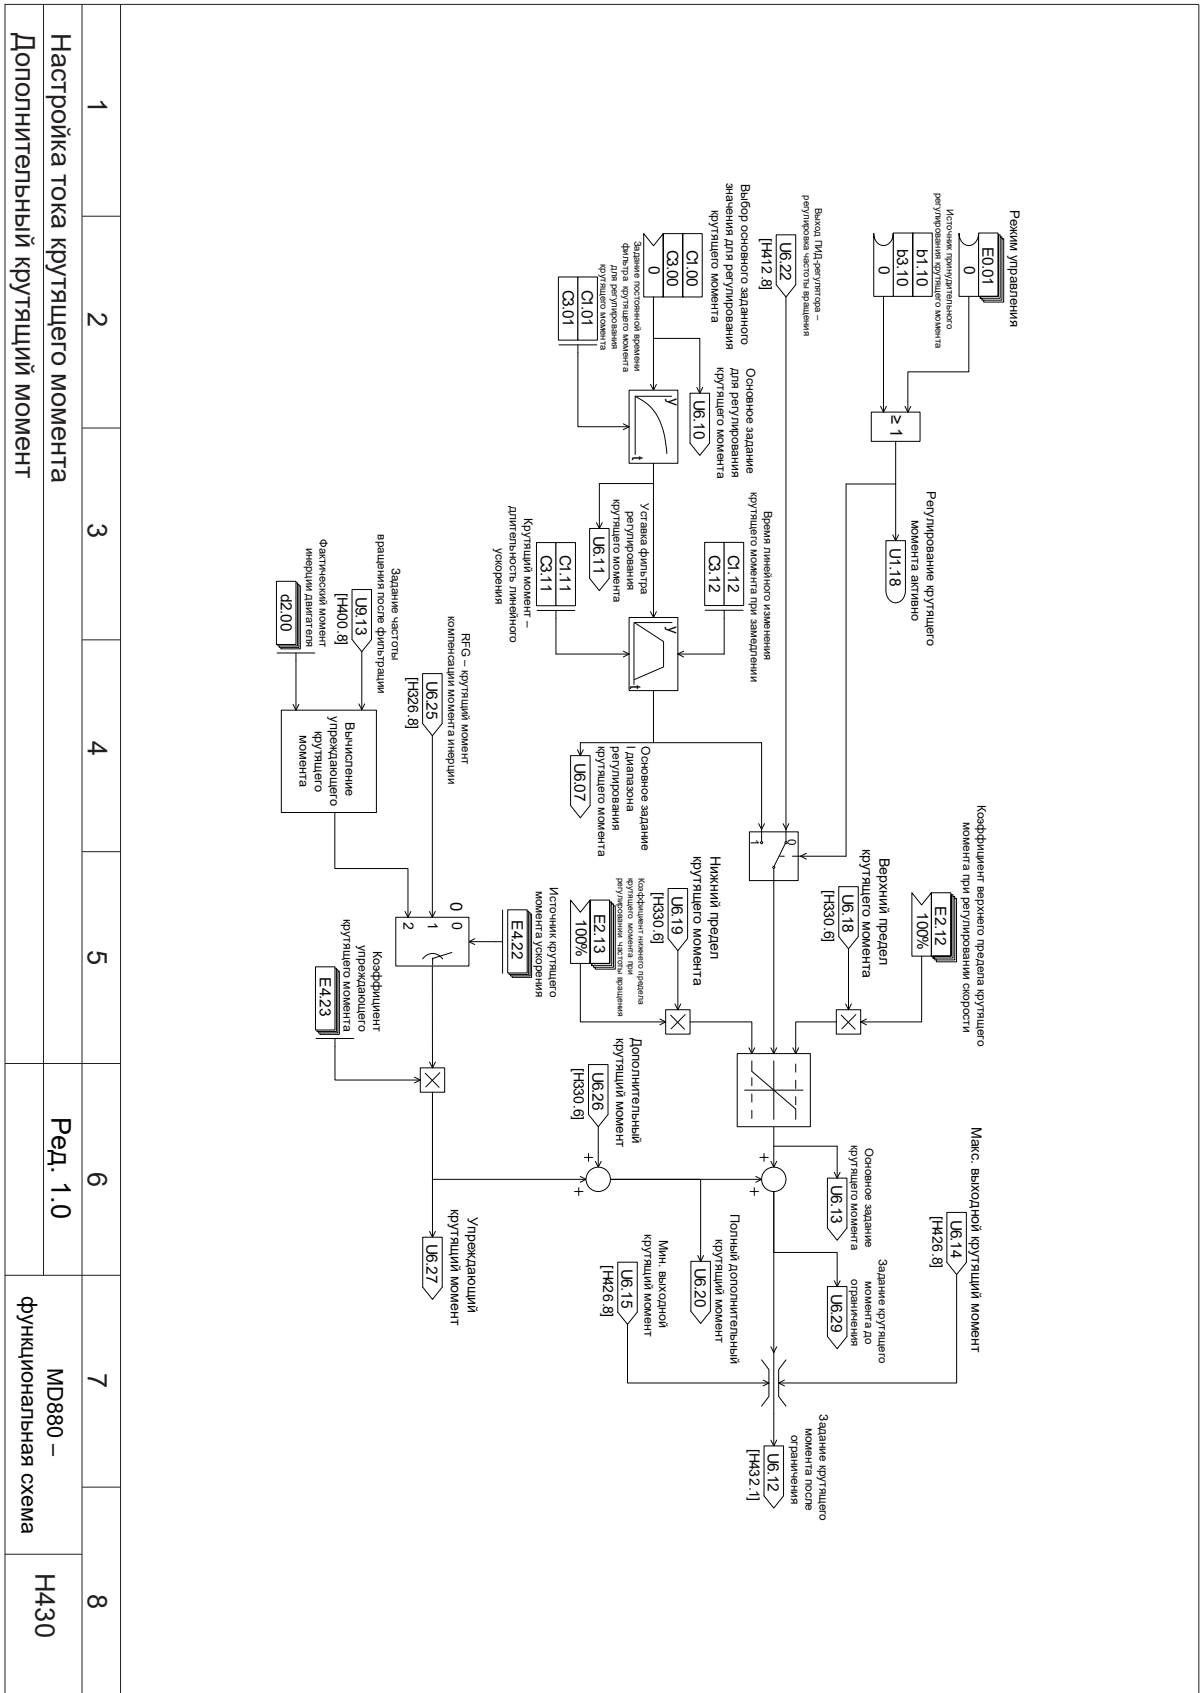 Режим управления
E0.01
0
Источник принудительного
регулирования крутящего момента
b1.10
b3.10
0
≥ 1
Регулирование крутящего
момента активно
U1.18
Выход ПИД-регулятора –
регулировка частоты вращения
U6.22
[H412.8]
Выбор основного заданного
значения для регулирования
крутящего момента
C1.00
C3.00
0
Основное задание
для регулирования
крутящего момента
U6.10
Задание постоянной времени
фильтра крутящего момента
для регулирования
крутящего момента
C1.01
C3.01
y
t
Уставка фильтра
регулирования
крутящего момента
U6.11
Время линейного изменения
крутящего момента при замедлении
C1.12
C3.12
Крутящий момент –
длительность линейного
ускорения
C1.11
C3.11
y
t
Основное задание
I диапазона
регулирования
крутящего момента
U6.07
0
1
Коэффициент верхнего предела крутящего
момента при регулировании скорости
E2.12
100%
Верхний предел
крутящего момента
U6.18
[H330.6]
Нижний предел
крутящего момента
U6.19
[H330.6]
Коэффициент нижнего предела
крутящего момента при
регулировании частоты вращения
E2.13
100%
Основное задание
крутящего момента
U6.13
Макс. выходной крутящий момент
U6.14
[H426.8]
Задание крутящего
момента до
ограничения
U6.29
Задание крутящего
момента после
ограничения
U6.12
[H432.1]
Мин. выходной
крутящий момент
U6.15
[H426.8]
Полный дополнительный
крутящий момент
U6.20
Дополнительный
крутящий момент
U6.26
[H330.6]
+
+
+
+
Источник крутящего
момента ускорения
E4.22
0
0
1
2
RFG – крутящий момент
компенсации момента инерции
U6.25
[H326.8]
Задание частоты
вращения после фильтрации
U9.13
[H400.8]
Фактический момент
инерции двигателя
d2.00
Вычисление
упреждающего
крутящего
момента
Коэффициент
упреждающего
крутящего момента
E4.23
Упреждающий
крутящий момент
U6.27
1
2
3
4
5
6
7
8
Настройка тока крутящего момента
Дополнительный крутящий момент
Ред. 1.0
MD880 –
функциональная схема
H430